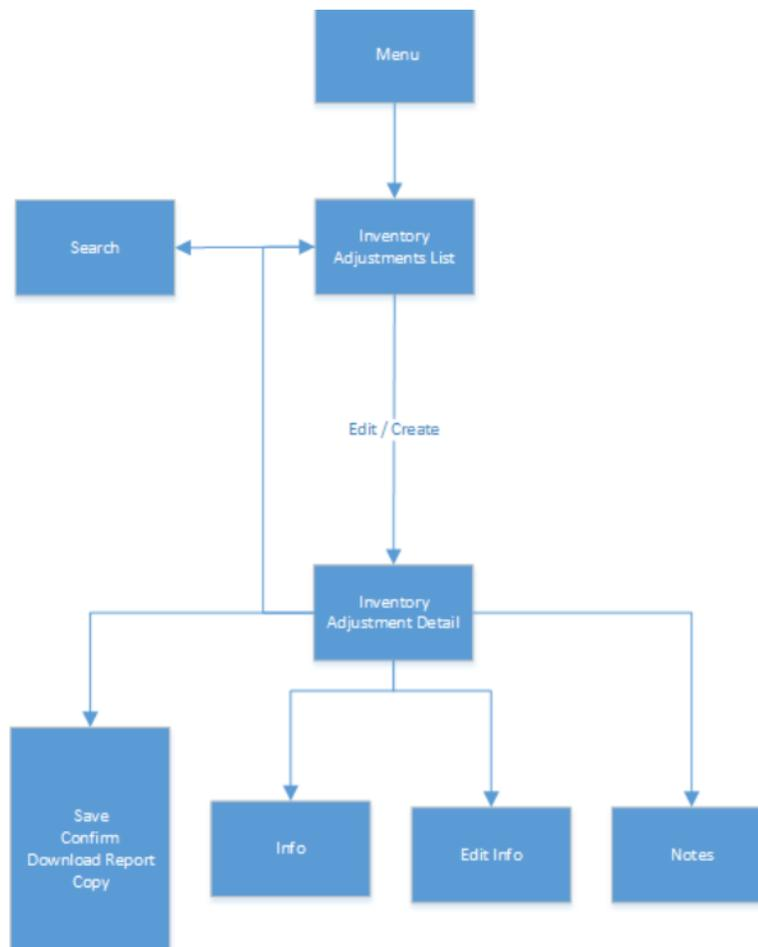 Menu
Search
Inventory
Adjustments List
Edit / Create
Inventory
Adjustment Detail
Save
Confirm
Download Report
Copy
Info
Edit Info
Notes